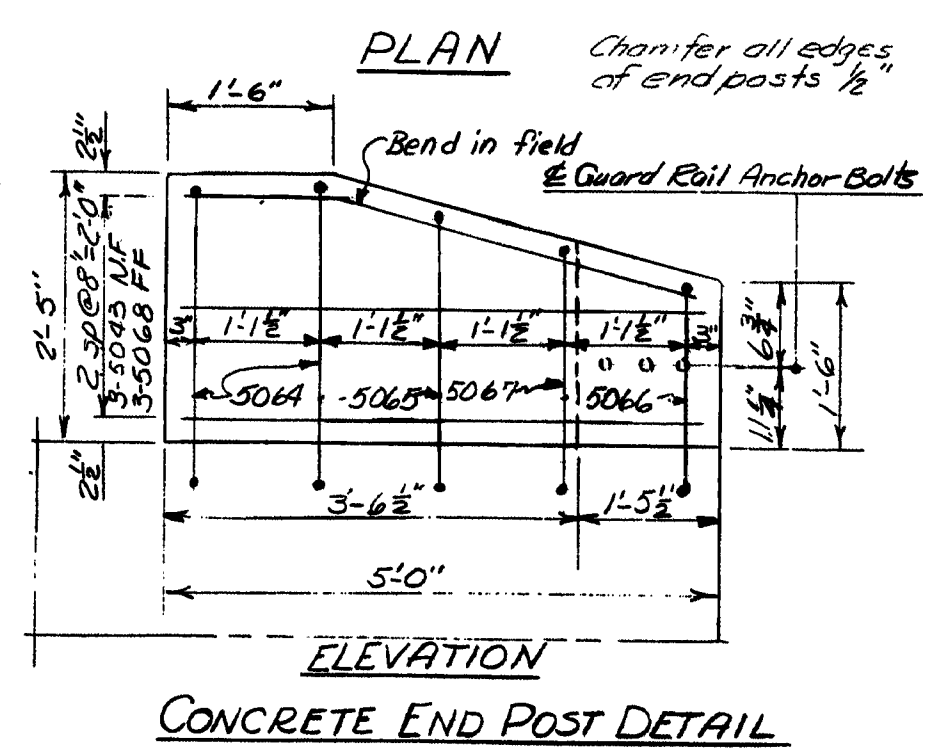 PLAN
Chamfer all edges
of end posts ½"
1'-6"
Bend in field
℄ Guard Rail Anchor Bolts
2½"
2'-5"
2 sp @ 8"=2'-0"
3-5043 N.F
3-5068 FF
2½"
3"
1'-1½"
1'-1½"
1'-1½"
1'-1½"
3"
5064
5065
5067
5066
6¾"
11¼"
1'-6"
3'-6½"
1'-5½"
5'-0"
ELEVATION
CONCRETE END POST DETAIL